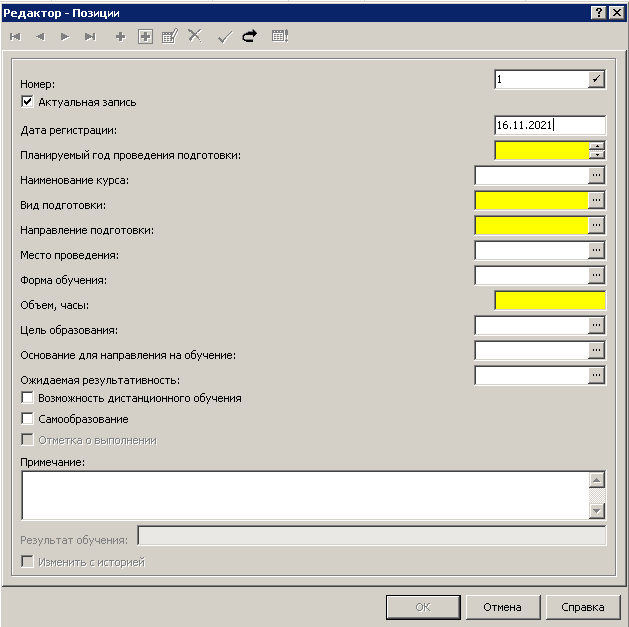 Редактор - Позиции
Номер: 1
Актуальная запись
Дата регистрации: 16.11.2021
Планируемый год проведения подготовки:
Наименование курса:
Вид подготовки:
Направление подготовки:
Место проведения:
Форма обучения:
Объем, часы:
Цель образования:
Основание для направления на обучение:
Ожидаемая результативность:
Возможность дистанционного обучения
Самообразование
Отметка о выполнении
Примечание:
Результат обучения:
Изменить с историей
ОК Отмена Справка